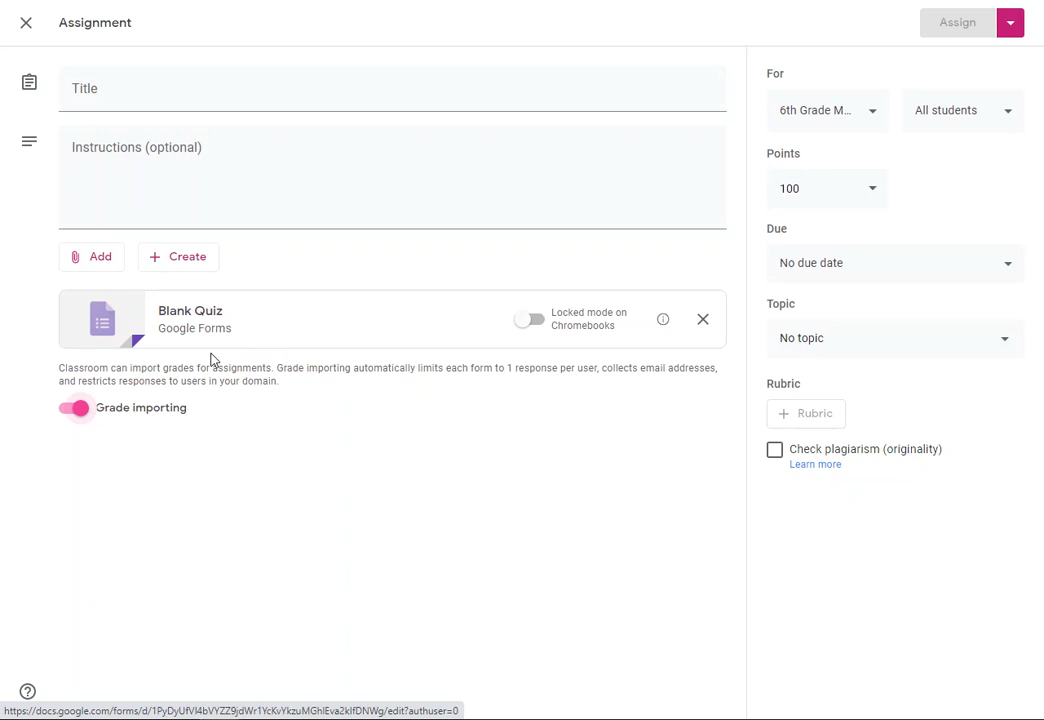 Assignment
Assign
Title
Instructions (optional)
Add
Create
Blank Quiz
Google Forms
Locked mode on
Chromebooks
Classroom can import grades for assignments. Grade importing automatically limits each form to 1 response per user, collects email addresses,
and restricts responses to users in your domain.
Grade importing
For
6th Grade M...
All students
Points
100
Due
No due date
Topic
No topic
Rubric
Rubric
Check plagiarism (originality)
Learn more
https://docs.google.com/forms/d/1PyDyUfVl4bVYZZ9jdWr1YcKvYkzuMGhlEva2kIfDNWg/edit?authuser=0